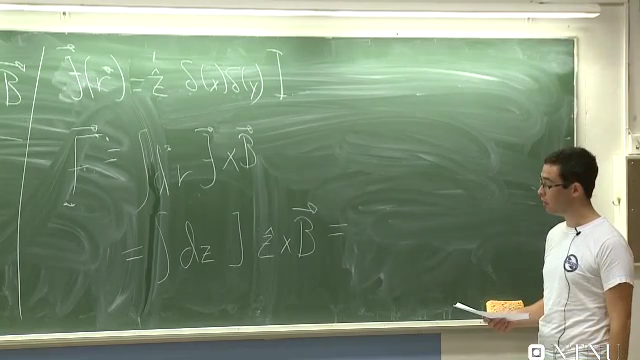 B⃗
J⃗(r⃗) = ẑ δ(x)δ(y) I
F⃗ = ∫ d³r J⃗ × B⃗
= ∫ dz I ẑ × B⃗ =